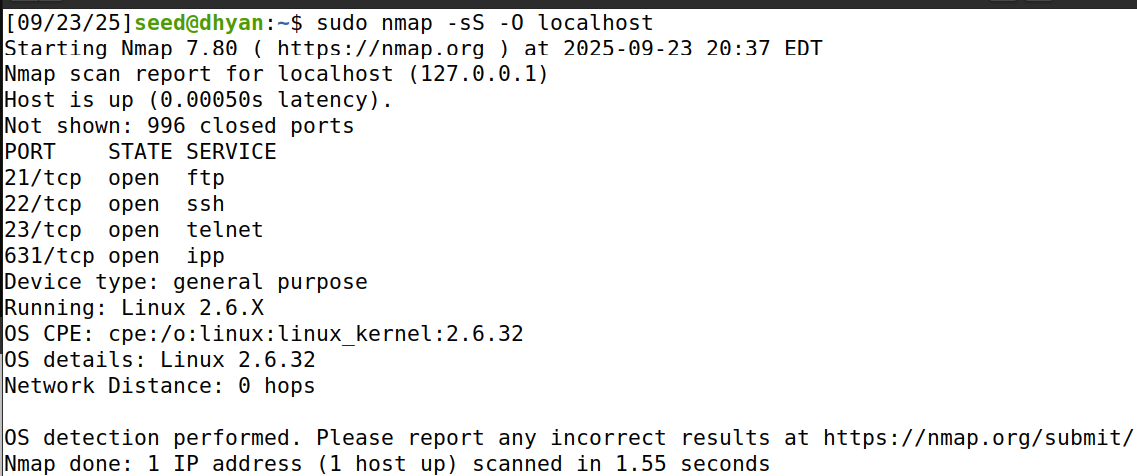 [09/23/25]seed@dhyan:~$ sudo nmap -sS -O localhost
Starting Nmap 7.80 ( https://nmap.org ) at 2025-09-23 20:37 EDT
Nmap scan report for localhost (127.0.0.1)
Host is up (0.00050s latency).
Not shown: 996 closed ports
PORT    STATE SERVICE
21/tcp  open  ftp
22/tcp  open  ssh
23/tcp  open  telnet
631/tcp open  ipp
Device type: general purpose
Running: Linux 2.6.X
OS CPE: cpe:/o:linux:linux_kernel:2.6.32
OS details: Linux 2.6.32
Network Distance: 0 hops
OS detection performed. Please report any incorrect results at https://nmap.org/submit/
Nmap done: 1 IP address (1 host up) scanned in 1.55 seconds